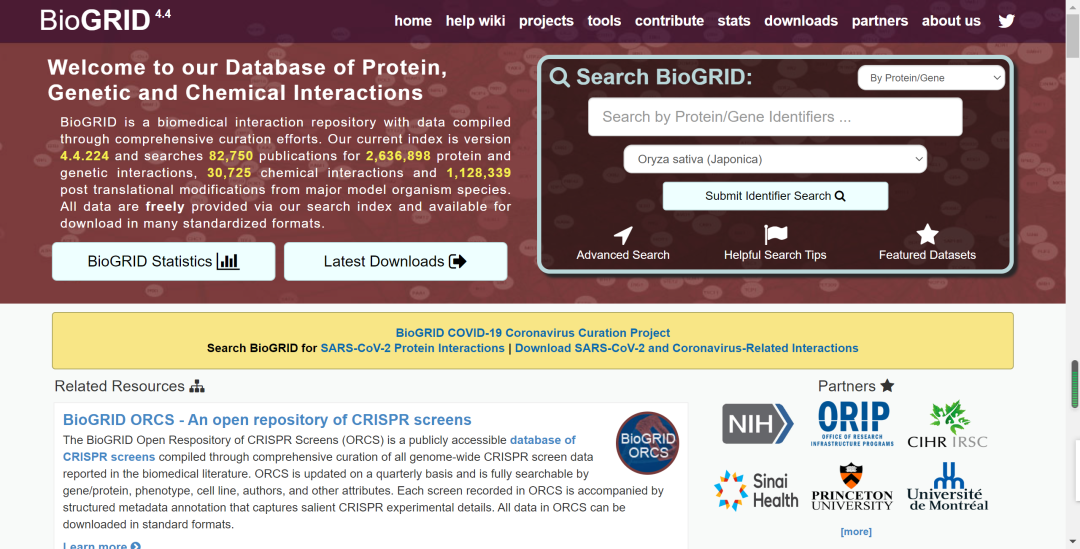 BioGRID 4.4
home help wiki projects tools contribute stats downloads partners about us
Welcome to our Database of Protein,
Genetic and Chemical Interactions
BioGRID is a biomedical interaction repository with data compiled
through comprehensive curation efforts. Our current index is version
4.4.224 and searches 82,750 publications for 2,636,898 protein and
genetic interactions, 30,725 chemical interactions and 1,128,339
post translational modifications from major model organism species.
All data are freely provided via our search index and available for
download in many standardized formats.
BioGRID Statistics
Latest Downloads
Search BioGRID:
By Protein/Gene
Search by Protein/Gene Identifiers ...
Oryza sativa (Japonica)
Submit Identifier Search
Advanced Search
Helpful Search Tips
Featured Datasets
BioGRID COVID-19 Coronavirus Curation Project
Search BioGRID for SARS-CoV-2 Protein Interactions | Download SARS-CoV-2 and Coronavirus-Related Interactions
Related Resources
BioGRID ORCS - An open repository of CRISPR screens
The BioGRID Open Respository of CRISPR Screens (ORCS) is a publicly accessible database of
CRISPR screens compiled through comprehensive curation of all genome-wide CRISPR screen data
reported in the biomedical literature. ORCS is updated on a quarterly basis and is fully searchable by
gene/protein, phenotype, cell line, authors, and other attributes. Each screen recorded in ORCS is accompanied by
structured metadata annotation that captures salient CRISPR experimental details. All data in ORCS can be
downloaded in standard formats.
Learn more
BioGRID
ORCS
Partners
NIH
ORIP
OFFICE OF RESEARCH
INFRASTRUCTURE PROGRAMS
CIHR IRSC
Sinai
Health
PRINCETON
UNIVERSITY
Université
de Montréal
[more]